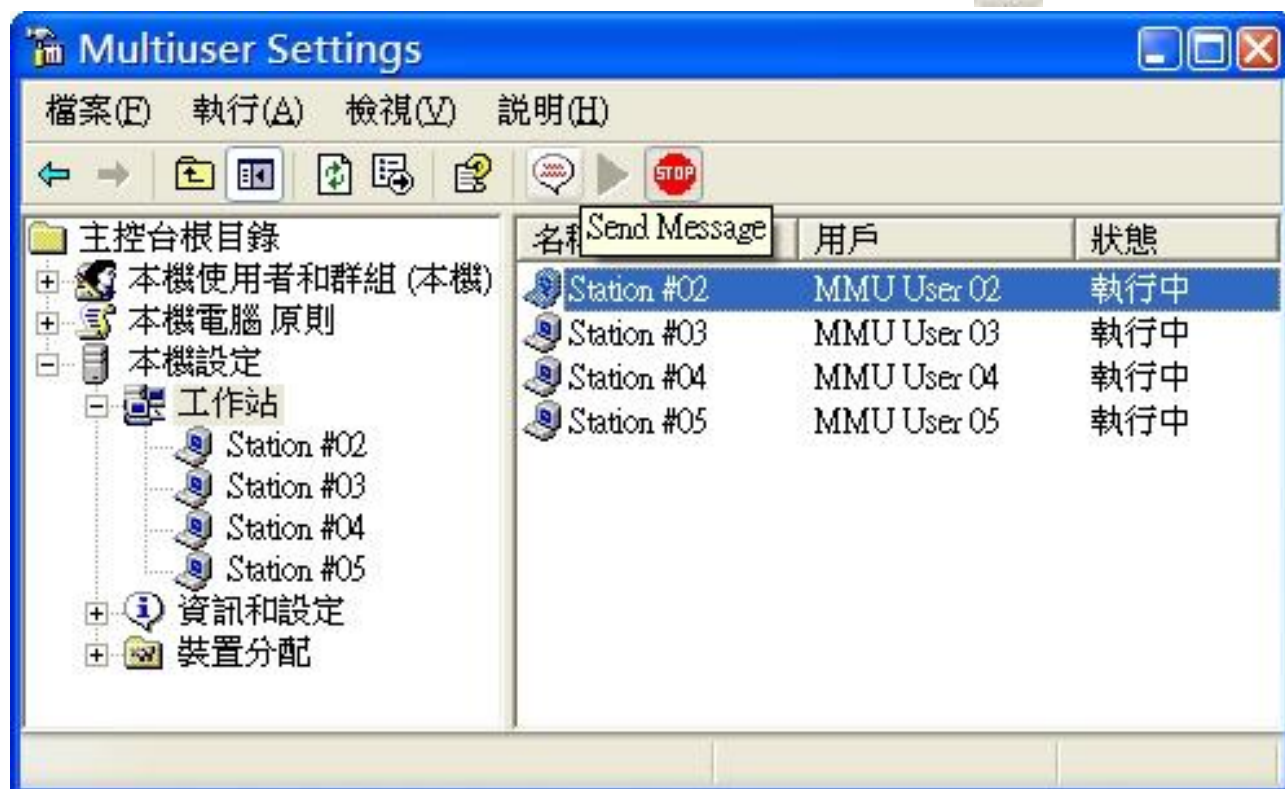 Multiuser Settings
檔案(F) 執行(A) 檢視(V) 説明(H)
STOP
Send Message
主控台根目錄
本機使用者和群組 (本機)
本機電腦 原則
本機設定
工作站
Station #02
Station #03
Station #04
Station #05
資訊和設定
裝置分配
名 用戶 狀態
Station #02 MMU User 02 執行中
Station #03 MMU User 03 執行中
Station #04 MMU User 04 執行中
Station #05 MMU User 05 執行中